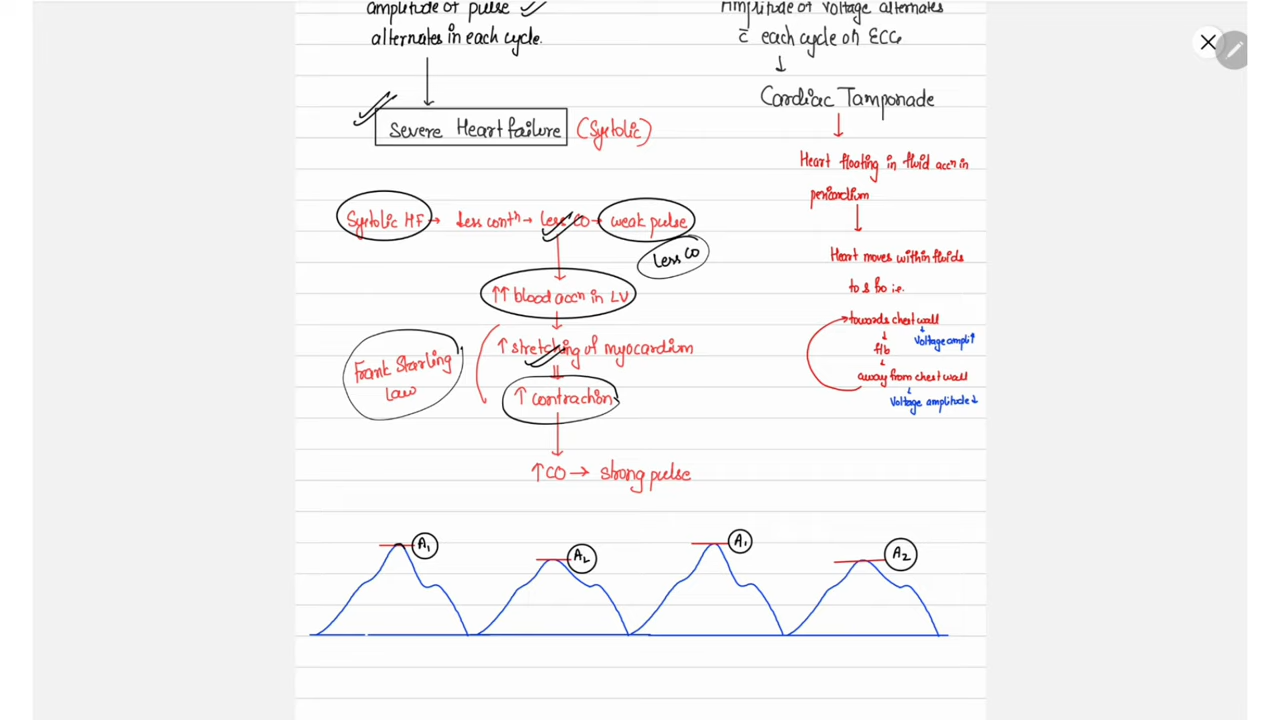 amplitude of pulse
alternates in each cycle.
Severe Heart failure (Systolic)
Systolic HF → Less contⁿ → less CO → weak pulse
Less CO
↑↑ blood accⁿ in LV
↑ stretching of myocardium
Frank Starling
Law
↑ contraction
↑CO → strong pulse
Amplitude of Voltage alternates
c̄ each cycle on ECG
Cardiac Tamponade
Heart floating in fluid accⁿ in
pericardium
Heart moves within fluids
to & fro i.e.
towards chest wall
Voltage ampli↑
f/b
away from chest wall
Voltage amplitude↓
A₁
A₂
A₁
A₂